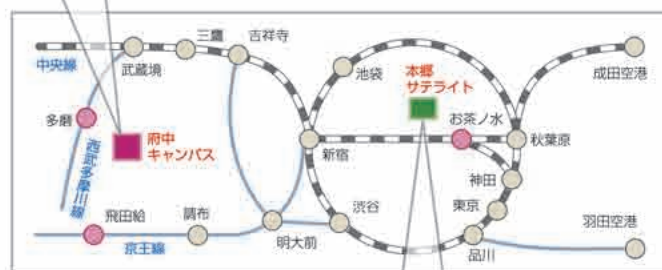 三鷹
吉祥寺
中央線
武蔵境
池袋
本郷
サテライト
成田空港
多磨
府中
キャンパス
お茶ノ水
新宿
秋葉原
西武多摩川線
神田
飛田給
調布
渋谷
東京
羽田空港
京王線
明大前
品川